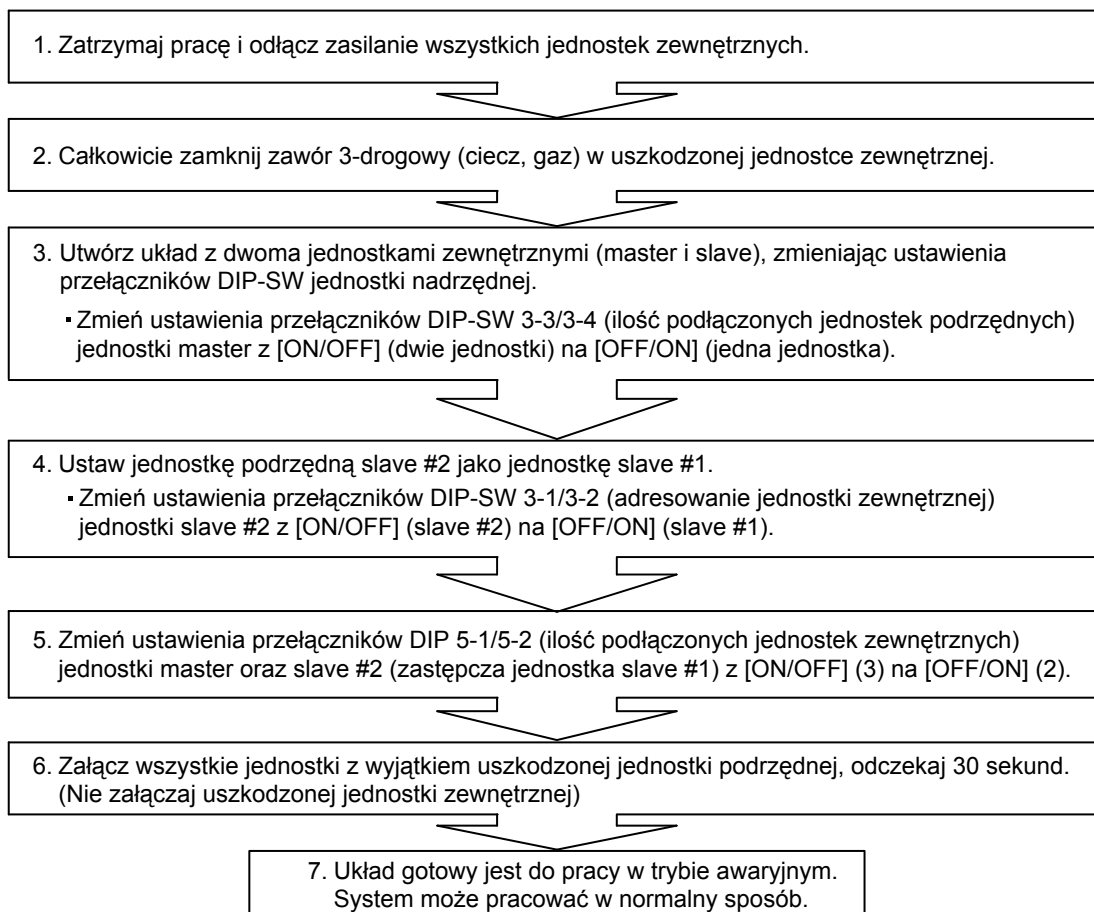 1. Zatrzymaj pracę i odłącz zasilanie wszystkich jednostek zewnętrznych.
2. Całkowicie zamknij zawór 3-drogowy (ciecz, gaz) w uszkodzonej jednostce zewnętrznej.
3. Utwórz układ z dwoma jednostkami zewnętrznymi (master i slave), zmieniając ustawienia
przełączników DIP-SW jednostki nadrzędnej.
▪ Zmień ustawienia przełączników DIP-SW 3-3/3-4 (ilość podłączonych jednostek podrzędnych)
jednostki master z [ON/OFF] (dwie jednostki) na [OFF/ON] (jedna jednostka).
4. Ustaw jednostkę podrzędną slave #2 jako jednostkę slave #1.
▪ Zmień ustawienia przełączników DIP-SW 3-1/3-2 (adresowanie jednostki zewnętrznej)
jednostki slave #2 z [ON/OFF] (slave #2) na [OFF/ON] (slave #1).
5. Zmień ustawienia przełączników DIP 5-1/5-2 (ilość podłączonych jednostek zewnętrznych)
jednostki master oraz slave #2 (zastępcza jednostka slave #1) z [ON/OFF] (3) na [OFF/ON] (2).
6. Załącz wszystkie jednostki z wyjątkiem uszkodzonej jednostki podrzędnej, odczekaj 30 sekund.
(Nie załączaj uszkodzonej jednostki zewnętrznej)
7. Układ gotowy jest do pracy w trybie awaryjnym.
System może pracować w normalny sposób.